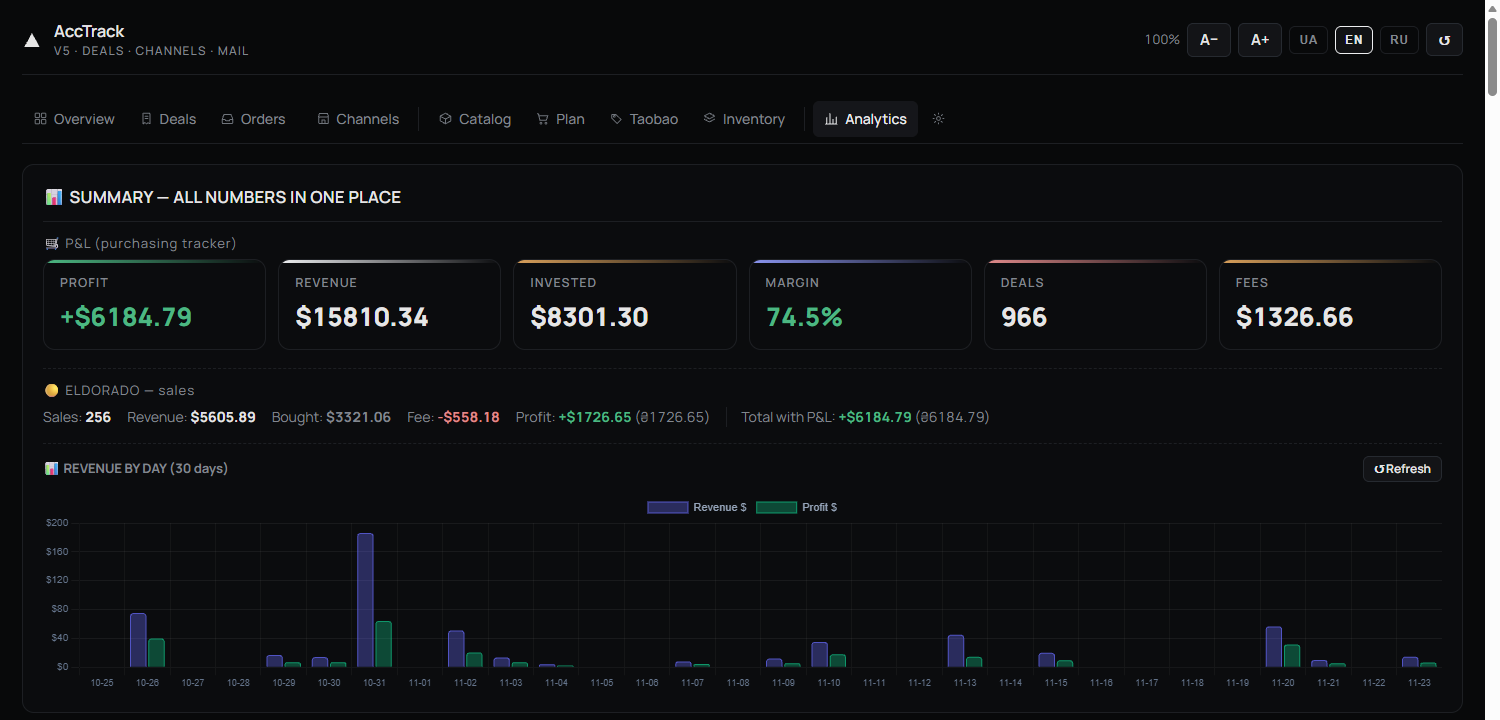 AccTrack
V5 · DEALS · CHANNELS · MAIL
100% A− A+ UA EN RU ↺
Overview Deals Orders Channels Catalog Plan Taobao Inventory Analytics
SUMMARY — ALL NUMBERS IN ONE PLACE
P&L (purchasing tracker)
PROFIT
+$6184.79
REVENUE
$15810.34
INVESTED
$8301.30
MARGIN
74.5%
DEALS
966
FEES
$1326.66
ELDORADO — sales
Sales: 256 Revenue: $5605.89 Bought: $3321.06 Fee: -$558.18 Profit: +$1726.65 (₴1726.65) Total with P&L: +$6184.79 (₴6184.79)
REVENUE BY DAY (30 days)
↺ Refresh
Revenue $ Profit $
$200
$160
$120
$80
$40
$0
10-25 10-26 10-27 10-28 10-29 10-30 10-31 11-01 11-02 11-03 11-04 11-05 11-06 11-07 11-08 11-09 11-10 11-11 11-12 11-13 11-14 11-15 11-16 11-17 11-18 11-19 11-20 11-21 11-22 11-23